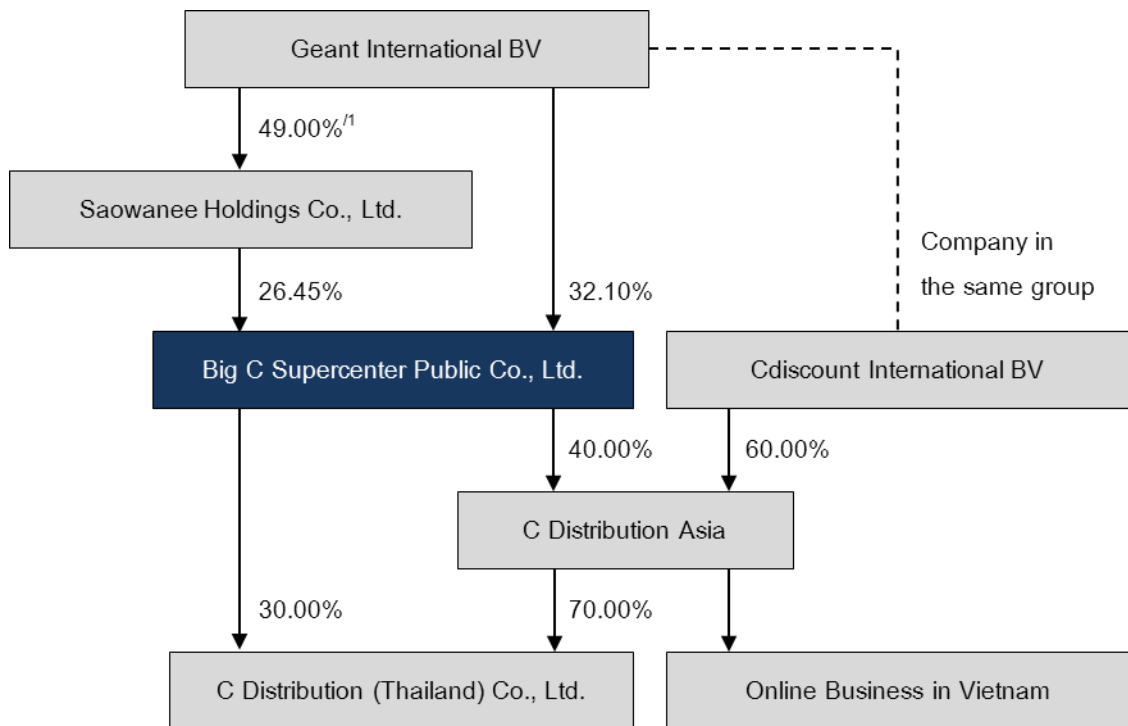 Geant International BV
49.00%/1
Saowanee Holdings Co., Ltd.
Company in
the same group
26.45%
32.10%
Big C Supercenter Public Co., Ltd.
Cdiscount International BV
40.00%
60.00%
C Distribution Asia
30.00%
70.00%
C Distribution (Thailand) Co., Ltd.
Online Business in Vietnam